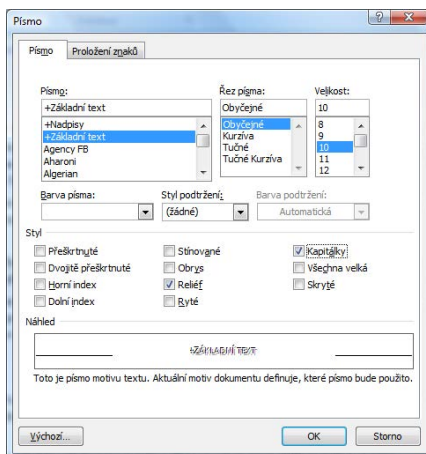 Písmo
Písmo
Proložení znaků
Písmo:
Řez písma:
Velikost:
+Základní text
Obyčejné
10
+Nadpisy
+Základní text
Agency FB
Aharoni
Algerian
Obyčejné
Kurzíva
Tučné
Tučné Kurzíva
8
9
10
11
12
Barva písma:
Styl podtržení:
Barva podtržení:
(žádné)
Automatická
Styl
Přeškrtnuté
Stínované
Kapitálky
Dvojitě přeškrtnuté
Obrys
Všechna velká
Horní index
Reliéf
Skryté
Dolní index
Ryté
Náhled
+ZÁKLADNÍ TEXT
Toto je písmo motivu textu. Aktuální motiv dokumentu definuje, které písmo bude použito.
Výchozí...
OK
Storno